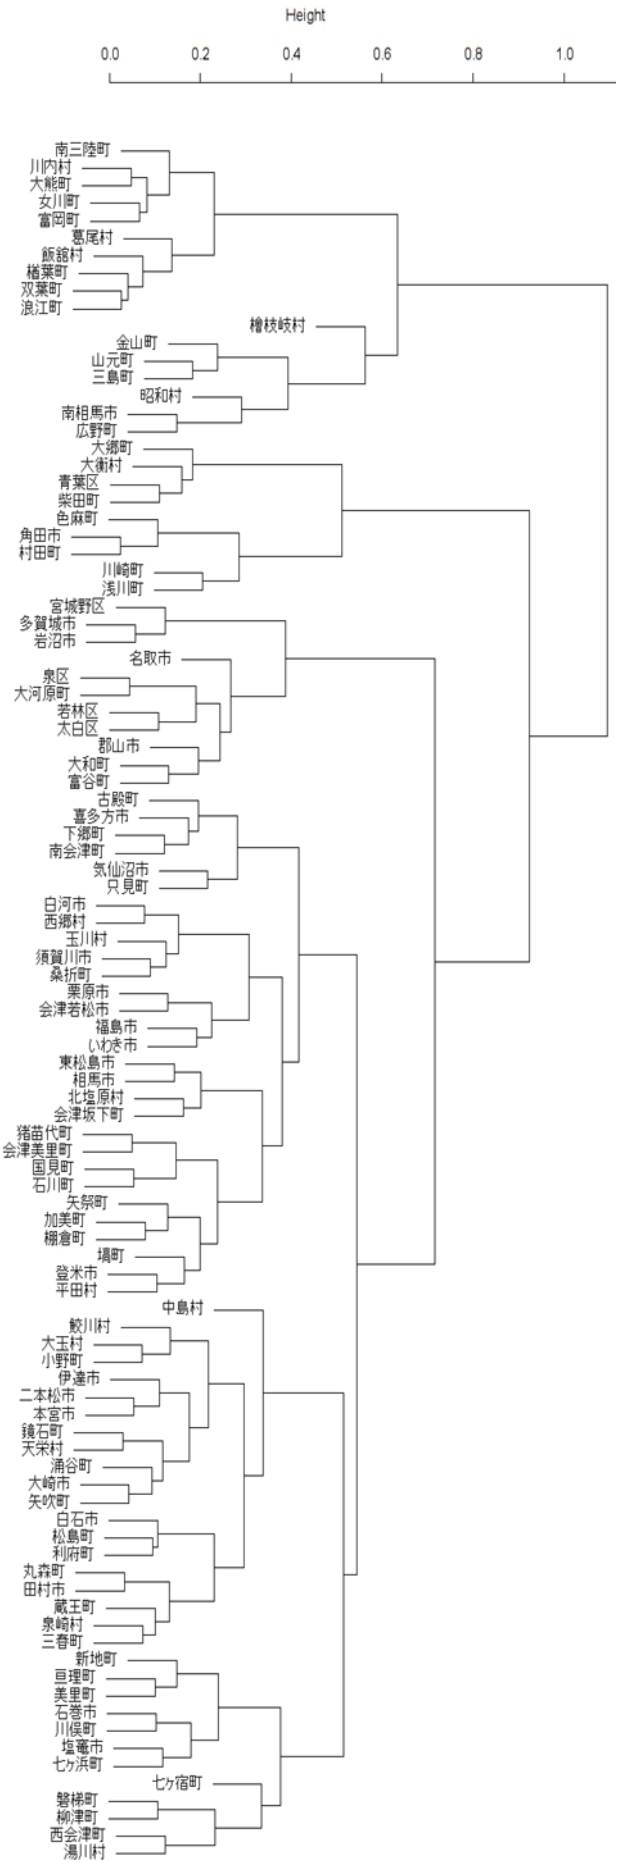 Height
0.0 0.2 0.4 0.6 0.8 1.0
南三陸町
川内村
大熊町
女川町
富岡町
葛尾村
飯舘村
楢葉町
双葉町
浪江町
檜枝岐村
金山町
山元町
三島町
昭和村
南相馬市
広野町
大郷町
大衡村
青葉区
柴田町
色麻町
角田市
村田町
川崎町
浅川町
宮城野区
多賀城市
岩沼市
名取市
泉区
大河原町
若林区
太白区
郡山市
大和町
富谷町
古殿町
喜多方市
下郷町
南会津町
気仙沼市
只見町
白河市
西郷村
玉川村
須賀川市
桑折町
栗原市
会津若松市
福島市
いわき市
東松島市
相馬市
北塩原村
会津坂下町
猪苗代町
会津美里町
国見町
石川町
矢祭町
加美町
棚倉町
塙町
登米市
平田村
中島村
鮫川村
大玉村
小野町
伊達市
二本松市
本宮市
鏡石町
天栄村
涌谷町
大崎市
矢吹町
白石市
松島町
利府町
丸森町
田村市
蔵王町
泉崎村
三春町
新地町
亘理町
美里町
石巻市
川俣町
塩竈市
七ヶ浜町
七ヶ宿町
磐梯町
柳津町
西会津町
湯川村